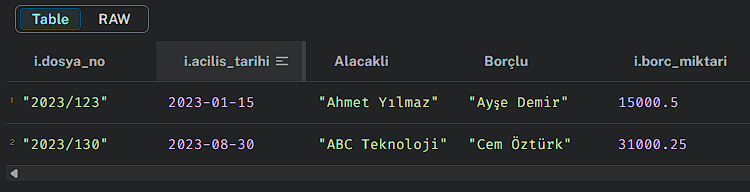 Table RAW
i.dosya_no i.acilis_tarihi Alacakli Borçlu i.borc_miktari
1 "2023/123" 2023-01-15 "Ahmet Yılmaz" "Ayşe Demir" 15000.5
2 "2023/130" 2023-08-30 "ABC Teknoloji" "Cem Öztürk" 31000.25